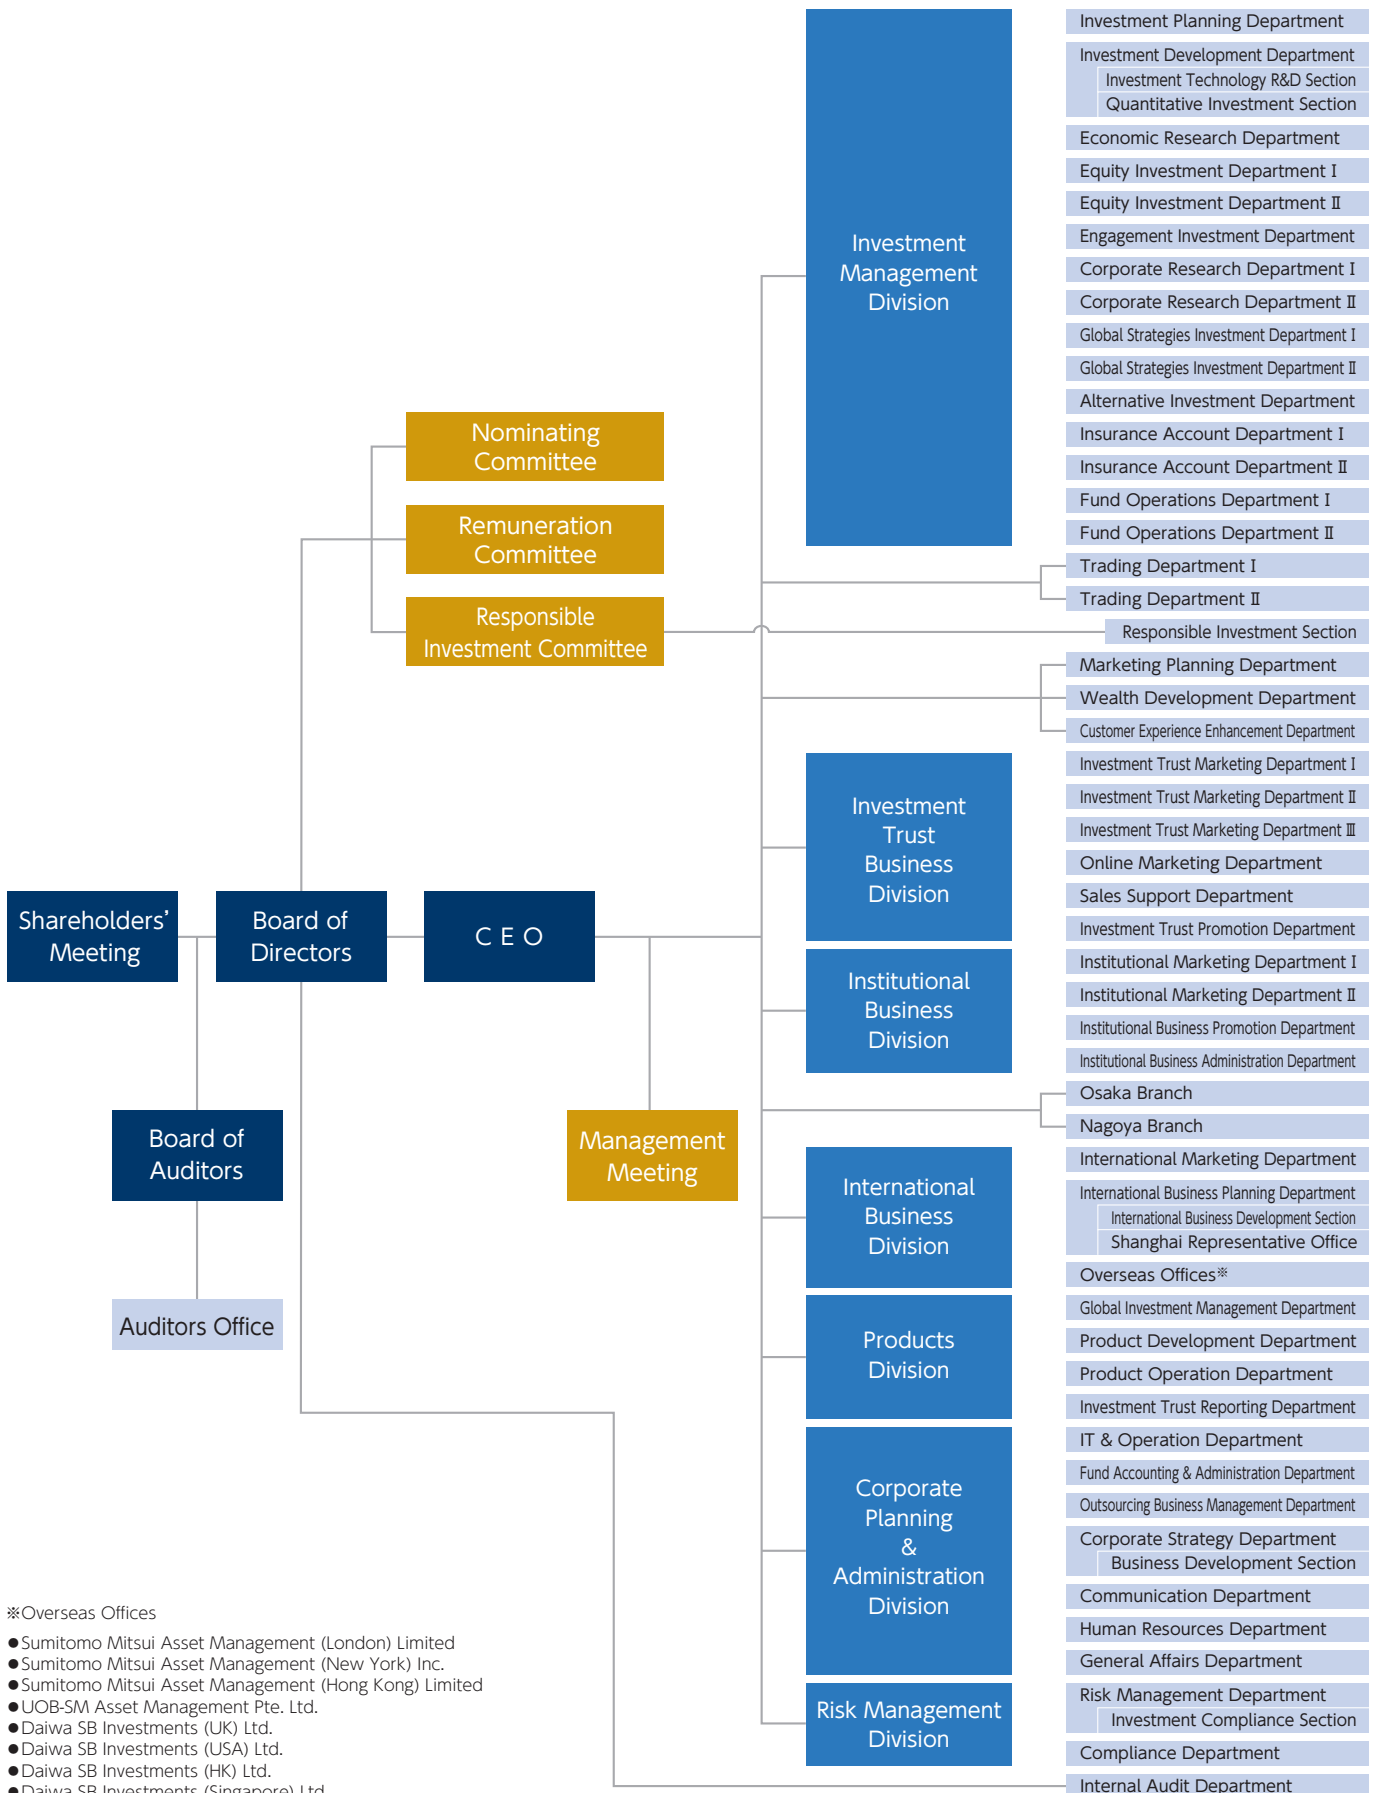 Investment Planning Department
Investment Development Department
Investment Technology R&D Section
Quantitative Investment Section
Economic Research Department
Equity Investment Department Ⅰ
Equity Investment Department Ⅱ
Engagement Investment Department
Corporate Research Department Ⅰ
Corporate Research Department Ⅱ
Global Strategies Investment Department Ⅰ
Global Strategies Investment Department Ⅱ
Alternative Investment Department
Insurance Account Department Ⅰ
Insurance Account Department Ⅱ
Fund Operations Department Ⅰ
Fund Operations Department Ⅱ
Investment
Management
Division
Trading Department Ⅰ
Trading Department Ⅱ
Nominating
Committee
Remuneration
Committee
Responsible
Investment Committee
Responsible Investment Section
Marketing Planning Department
Wealth Development Department
Customer Experience Enhancement Department
Investment
Trust
Business
Division
Investment Trust Marketing Department Ⅰ
Investment Trust Marketing Department Ⅱ
Investment Trust Marketing Department Ⅲ
Online Marketing Department
Sales Support Department
Investment Trust Promotion Department
Shareholders'
Meeting
Board of
Directors
C E O
Institutional
Business
Division
Institutional Marketing Department Ⅰ
Institutional Marketing Department Ⅱ
Institutional Business Promotion Department
Institutional Business Administration Department
Osaka Branch
Nagoya Branch
Board of
Auditors
Management
Meeting
International
Business
Division
International Marketing Department
International Business Planning Department
International Business Development Section
Shanghai Representative Office
Overseas Offices※
Auditors Office
Products
Division
Global Investment Management Department
Product Development Department
Product Operation Department
Investment Trust Reporting Department
Corporate
Planning
&
Administration
Division
IT & Operation Department
Fund Accounting & Administration Department
Outsourcing Business Management Department
Corporate Strategy Department
Business Development Section
Communication Department
Human Resources Department
General Affairs Department
Risk Management
Division
Risk Management Department
Investment Compliance Section
Compliance Department
Internal Audit Department
※Overseas Offices
●Sumitomo Mitsui Asset Management (London) Limited
●Sumitomo Mitsui Asset Management (New York) Inc.
●Sumitomo Mitsui Asset Management (Hong Kong) Limited
●UOB-SM Asset Management Pte. Ltd.
●Daiwa SB Investments (UK) Ltd.
●Daiwa SB Investments (USA) Ltd.
●Daiwa SB Investments (HK) Ltd.
●Daiwa SB Investments (Singapore) Ltd.